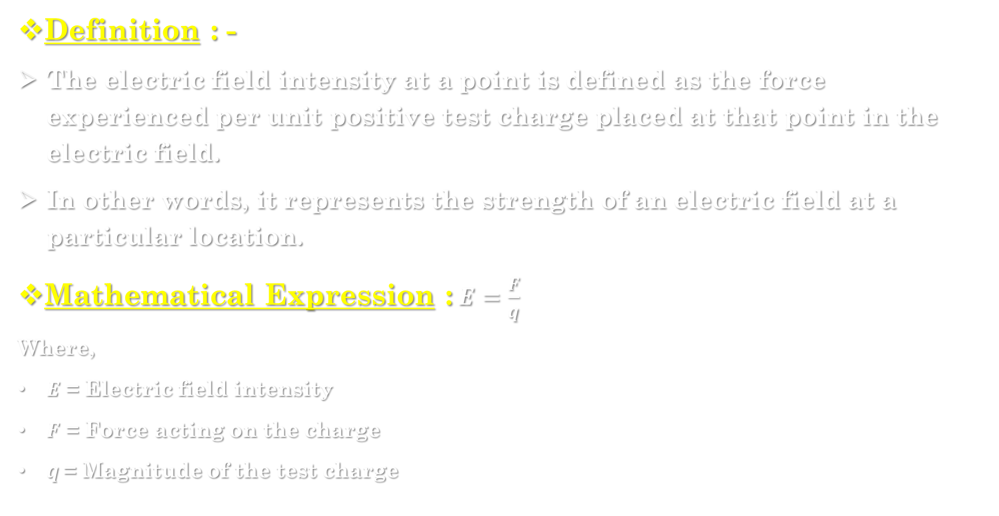 ❖Definition : -
➢ The electric field intensity at a point is defined as the force
experienced per unit positive test charge placed at that point in the
electric field.
➢ In other words, it represents the strength of an electric field at a
particular location.
❖Mathematical Expression : E = F/q
Where,
• E = Electric field intensity
• F = Force acting on the charge
• q = Magnitude of the test charge